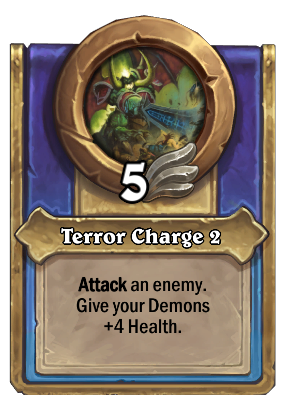 5
Terror Charge 2
Attack an enemy.
Give your Demons
+4 Health.